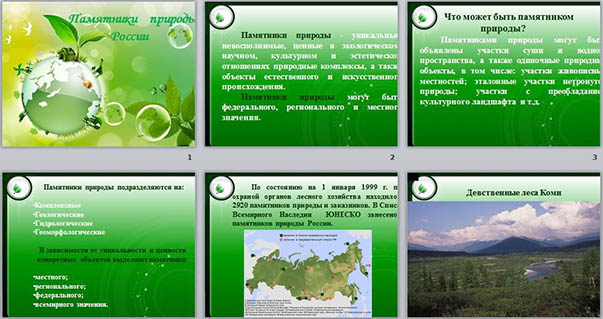 Памятники природы
России
1
Памятники природы - уникальные
невосполнимые, ценные в экологическом
научном, культурном и эстетическом
отношениях природные комплексы, а также
объекты естественного и искусственного
происхождения.
Памятники природы могут быть
федерального, регионального и местного
значения.
2
Что может быть памятником
природы?
Памятниками природы могут быть
объявлены участки суши и водного
пространства, а также одиночные природные
объекты, в том числе: участки живописных
местностей; эталонные участки нетронутой
природы; участки с преобладанием
культурного ландшафта и т.д.
3
Памятники природы подразделяются на:
•Комплексные
•Геологические
•Гидрологические
•Геоморфологические
В зависимости от уникальности и ценности
конкретных объектов выделяют памятники:
•местного;
•регионального;
•федерального;
•всемирного значения.
По состоянию на 1 января 1999 г. п
охраной органов лесного хозяйства находилось
2920 памятников природы и заказников. В Список
Всемирного Наследия ЮНЕСКО занесено
памятников природы России.
Девственные леса Коми